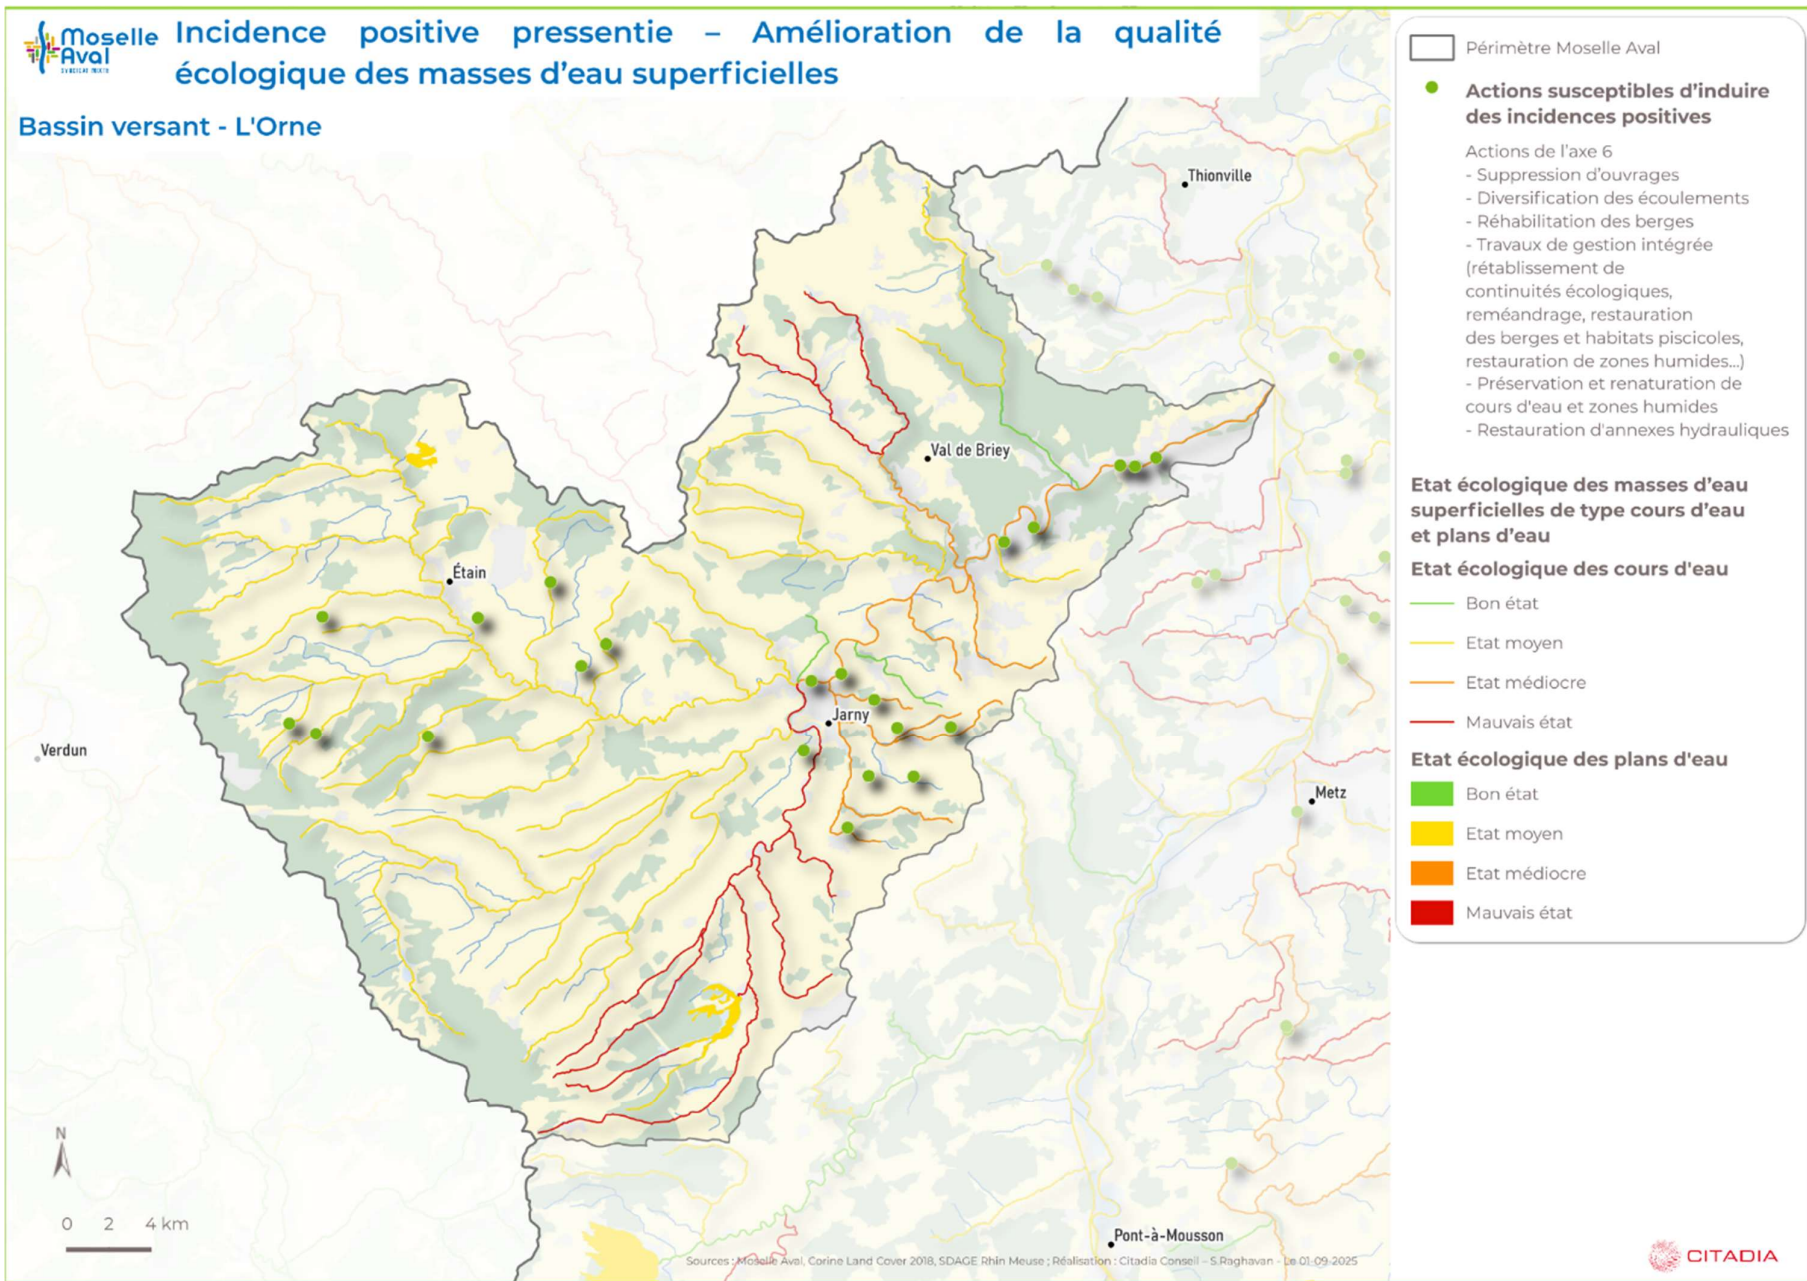 Moselle
Aval
SYNDICAT MIXTE
Incidence positive pressentie – Amélioration de la qualité
écologique des masses d'eau superficielles
Bassin versant - L'Orne
Thionville
Val de Briey
Étain
Jarny
Verdun
Metz
Pont-à-Mousson
N
0 2 4 km
Sources : Moselle Aval, Corine Land Cover 2018, SDAGE Rhin Meuse ; Réalisation : Citadia Conseil – S.Raghavan - Le 01-09-2025
Périmètre Moselle Aval
Actions susceptibles d'induire
des incidences positives
Actions de l'axe 6
- Suppression d'ouvrages
- Diversification des écoulements
- Réhabilitation des berges
- Travaux de gestion intégrée
(rétablissement de
continuités écologiques,
reméandrage, restauration
des berges et habitats piscicoles,
restauration de zones humides...)
- Préservation et renaturation de
cours d'eau et zones humides
- Restauration d'annexes hydrauliques
Etat écologique des masses d'eau
superficielles de type cours d'eau
et plans d'eau
Etat écologique des cours d'eau
Bon état
Etat moyen
Etat médiocre
Mauvais état
Etat écologique des plans d'eau
Bon état
Etat moyen
Etat médiocre
Mauvais état
CITADIA